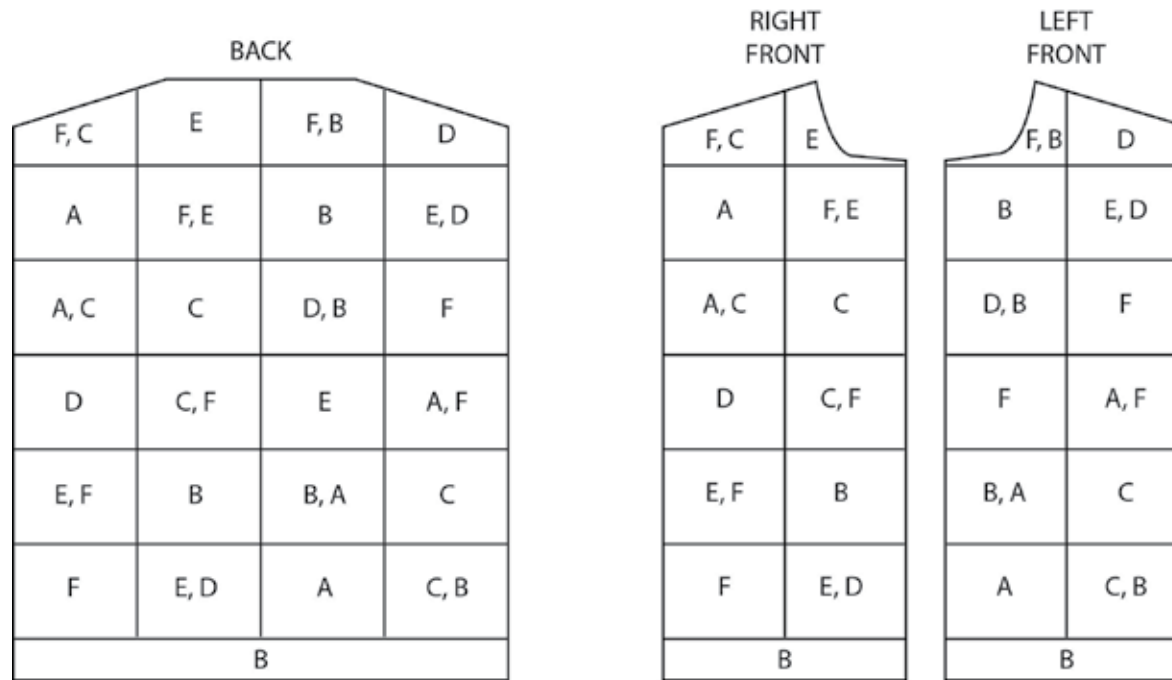 BACK
F, C E F, B D
A F, E B E, D
A, C C D, B F
D C, F E A, F
E, F B B, A C
F E, D A C, B
B
RIGHT
FRONT
F, C E
A F, E
A, C C
D C, F
E, F B
F E, D
B
LEFT
FRONT
F, B D
B E, D
D, B F
F A, F
B, A C
A C, B
B